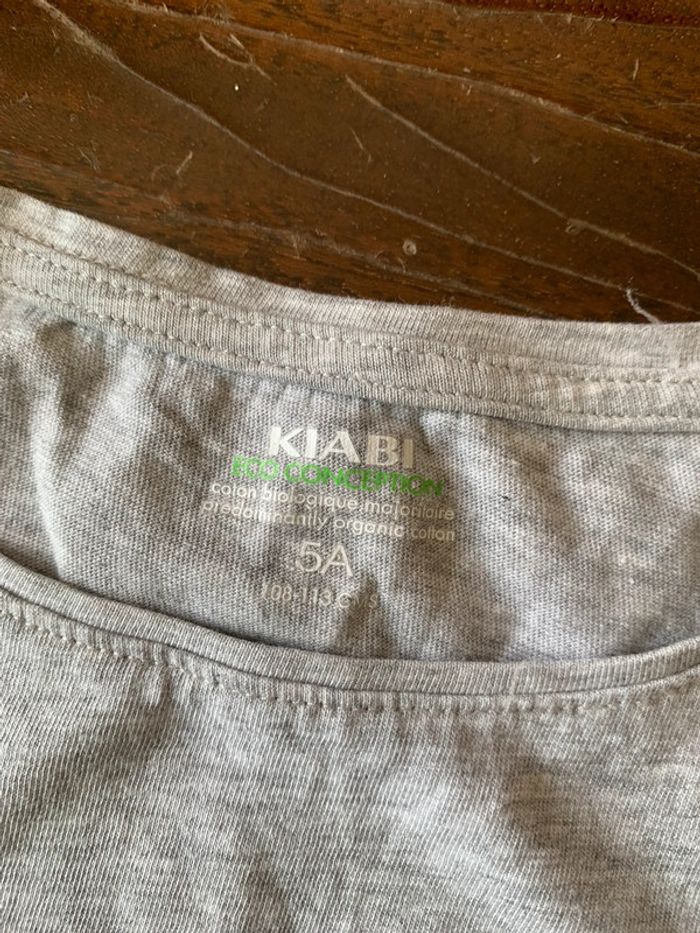 KIABI
ECO CONCEPTION
coton biologique majoritaire
predominantly organic cotton
5A
108-113